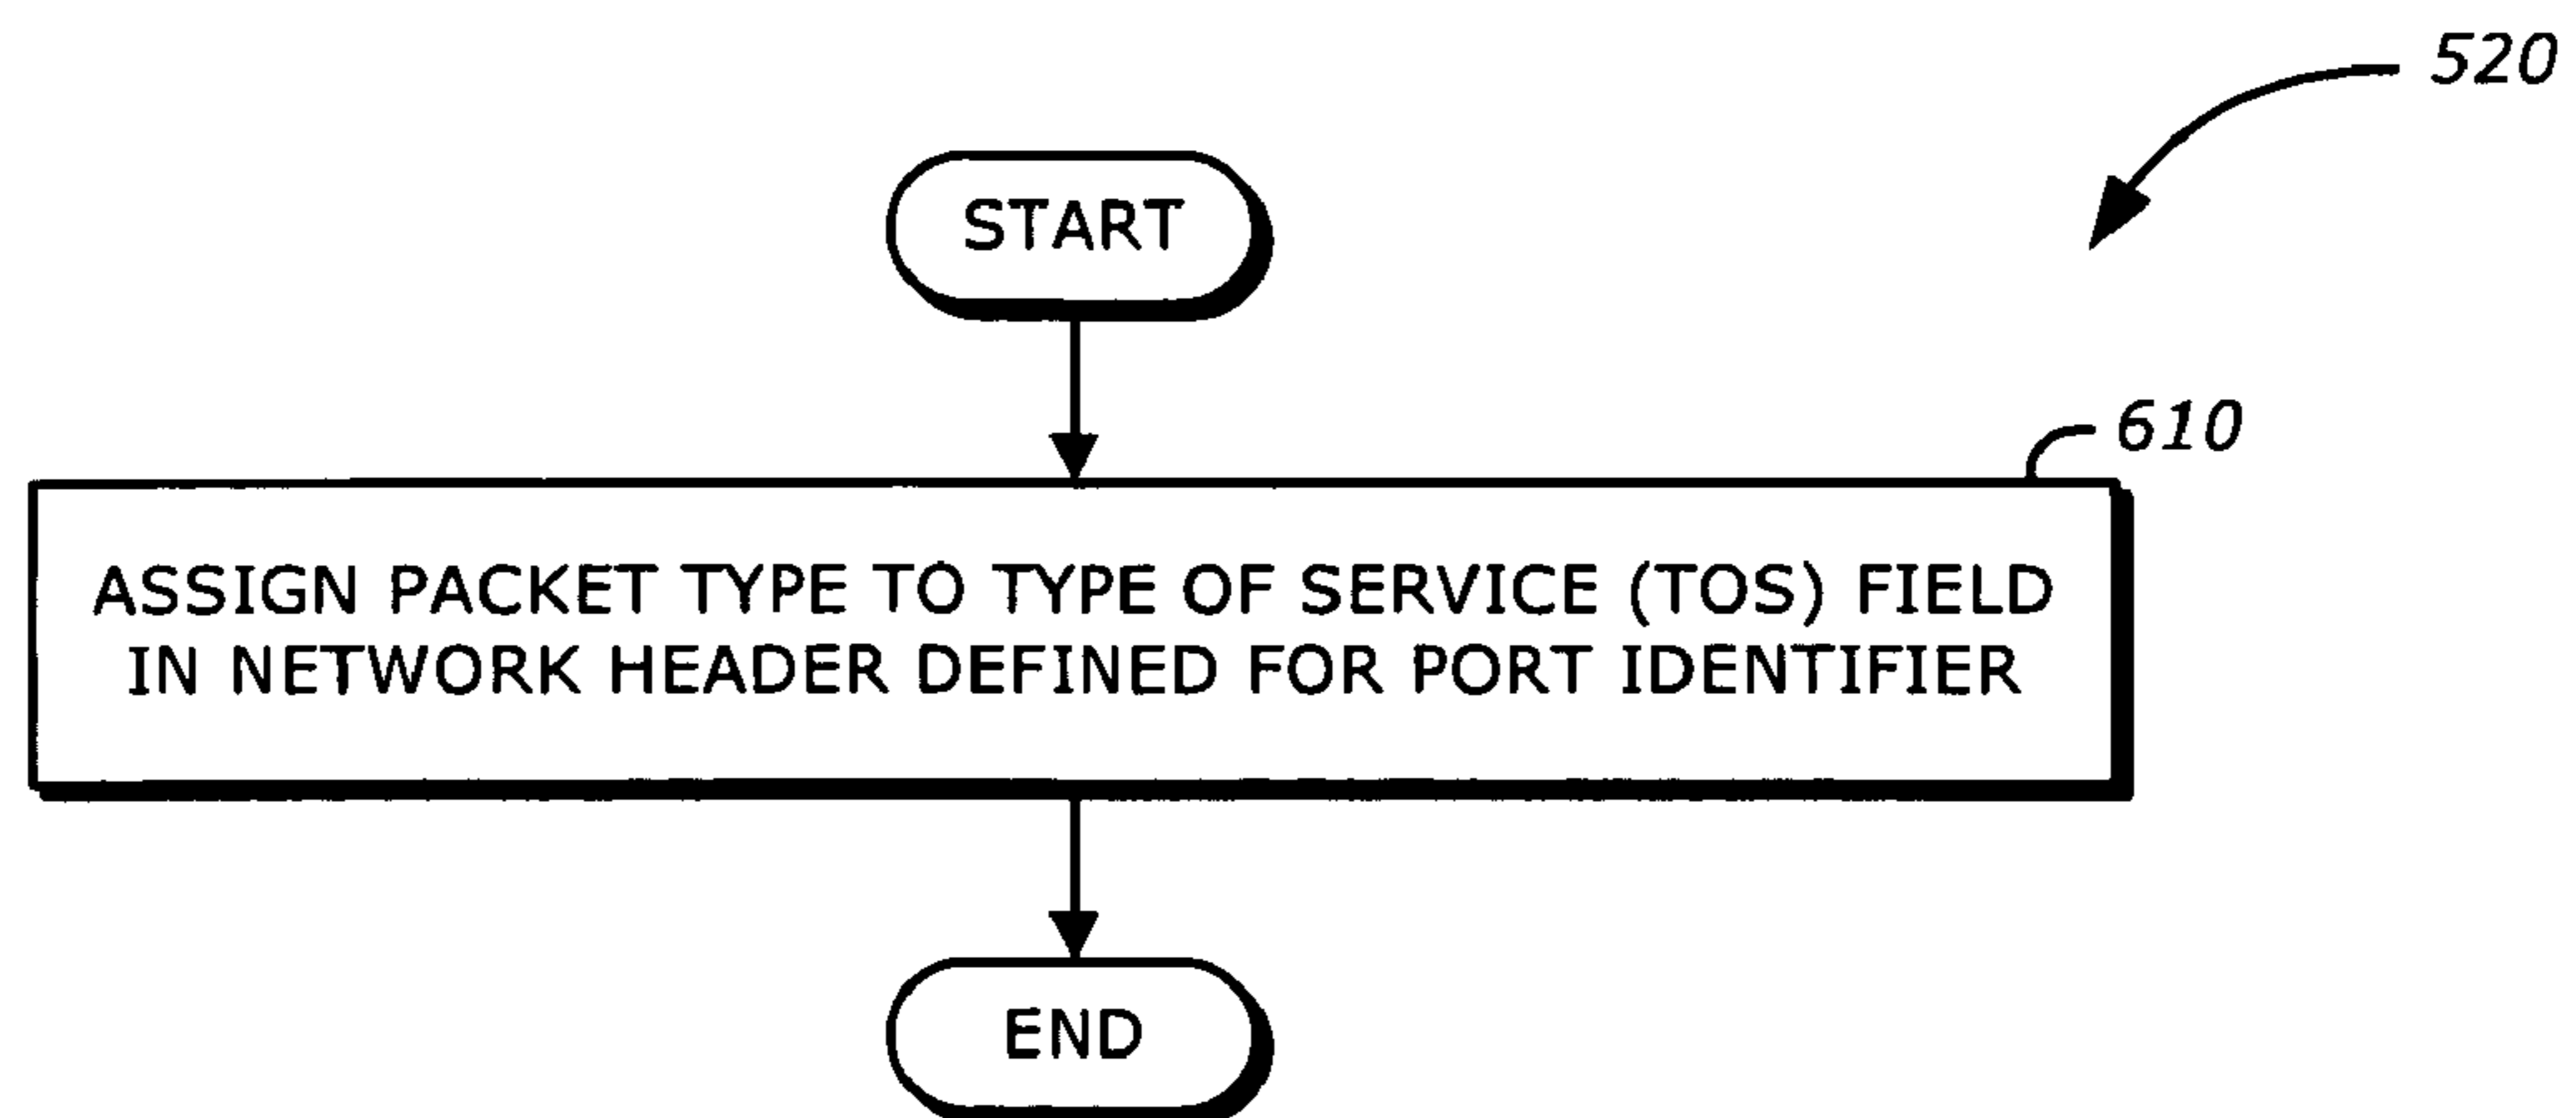 520
START
610
ASSIGN PACKET TYPE TO TYPE OF SERVICE (TOS) FIELD
IN NETWORK HEADER DEFINED FOR PORT IDENTIFIER
END